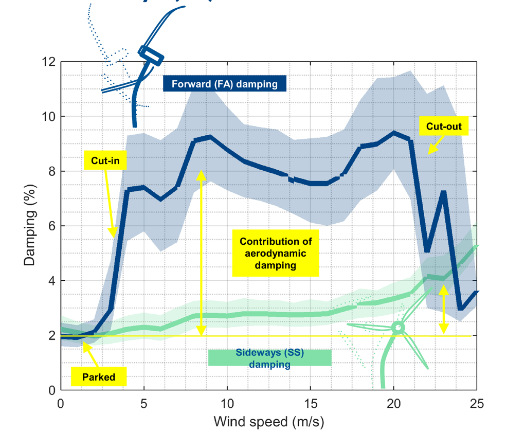 12
Forward (FA) damping
10
Cut-out
Cut-in
8
Damping (%)
6
Contribution of
aerodynamic
damping
4
2
Sideways (SS)
damping
Parked
0
0
5
10
15
20
25
Wind speed (m/s)